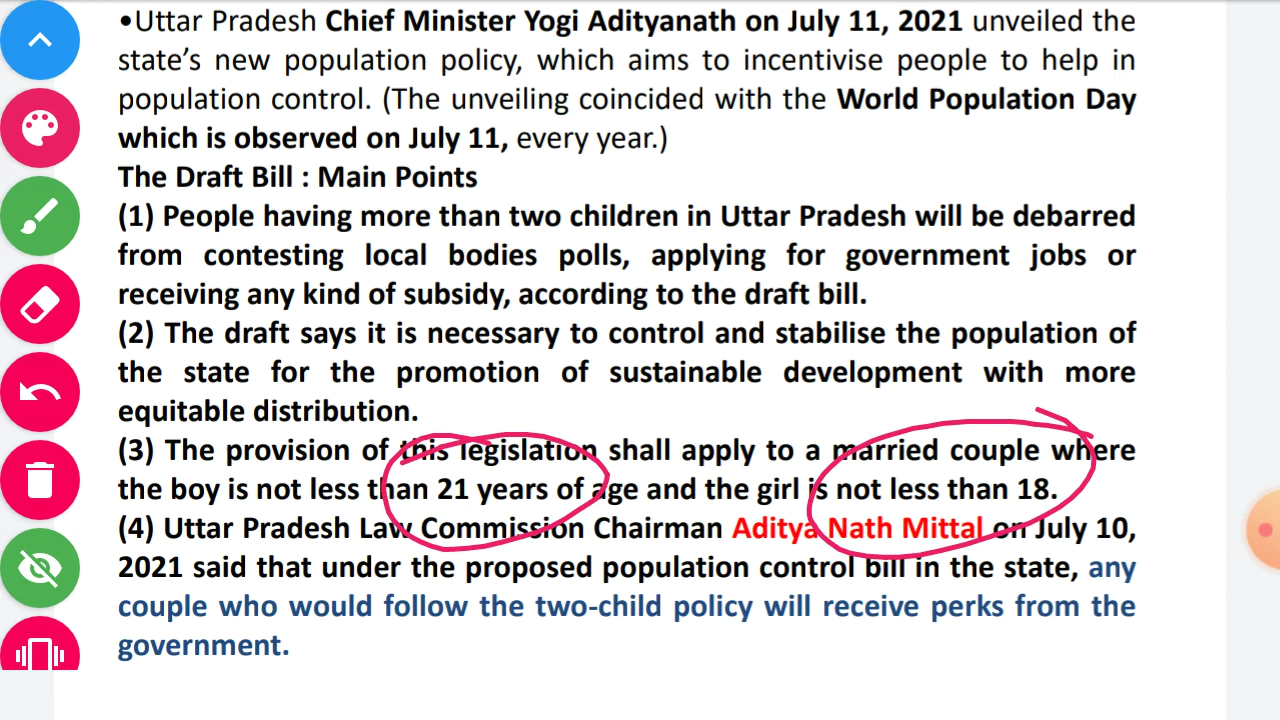 •Uttar Pradesh Chief Minister Yogi Adityanath on July 11, 2021 unveiled the
state's new population policy, which aims to incentivise people to help in
population control. (The unveiling coincided with the World Population Day
which is observed on July 11, every year.)
The Draft Bill : Main Points
(1) People having more than two children in Uttar Pradesh will be debarred
from contesting local bodies polls, applying for government jobs or
receiving any kind of subsidy, according to the draft bill.
(2) The draft says it is necessary to control and stabilise the population of
the state for the promotion of sustainable development with more
equitable distribution.
(3) The provision of this legislation shall apply to a married couple where
the boy is not less than 21 years of age and the girl is not less than 18.
(4) Uttar Pradesh Law Commission Chairman Aditya Nath Mittal on July 10,
2021 said that under the proposed population control bill in the state, any
couple who would follow the two-child policy will receive perks from the
government.